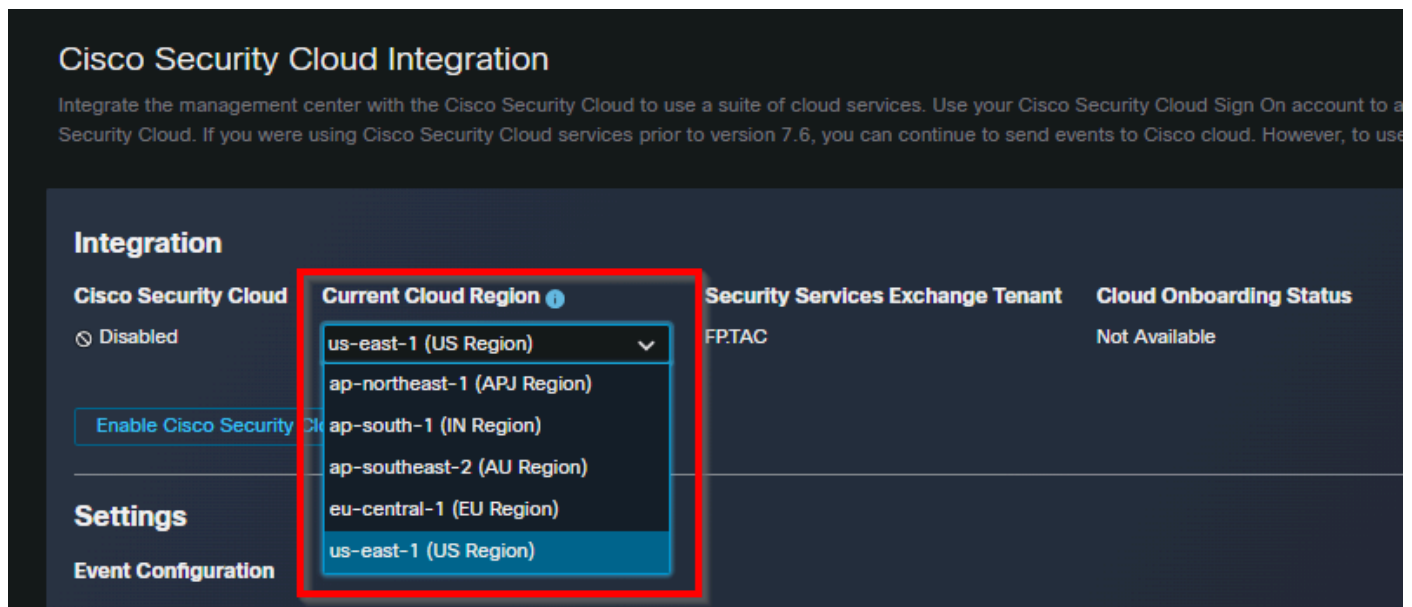 Cisco Security Cloud Integration
Integrate the management center with the Cisco Security Cloud to use a suite of cloud services. Use your Cisco Security Cloud Sign On account to a
Security Cloud. If you were using Cisco Security Cloud services prior to version 7.6, you can continue to send events to Cisco cloud. However, to use
Integration
Cisco Security Cloud Current Cloud Region Security Services Exchange Tenant Cloud Onboarding Status
Disabled us-east-1 (US Region) FP.TAC Not Available
ap-northeast-1 (APJ Region)
Enable Cisco Security Cl ap-south-1 (IN Region)
ap-southeast-2 (AU Region)
eu-central-1 (EU Region)
Settings
us-east-1 (US Region)
Event Configuration